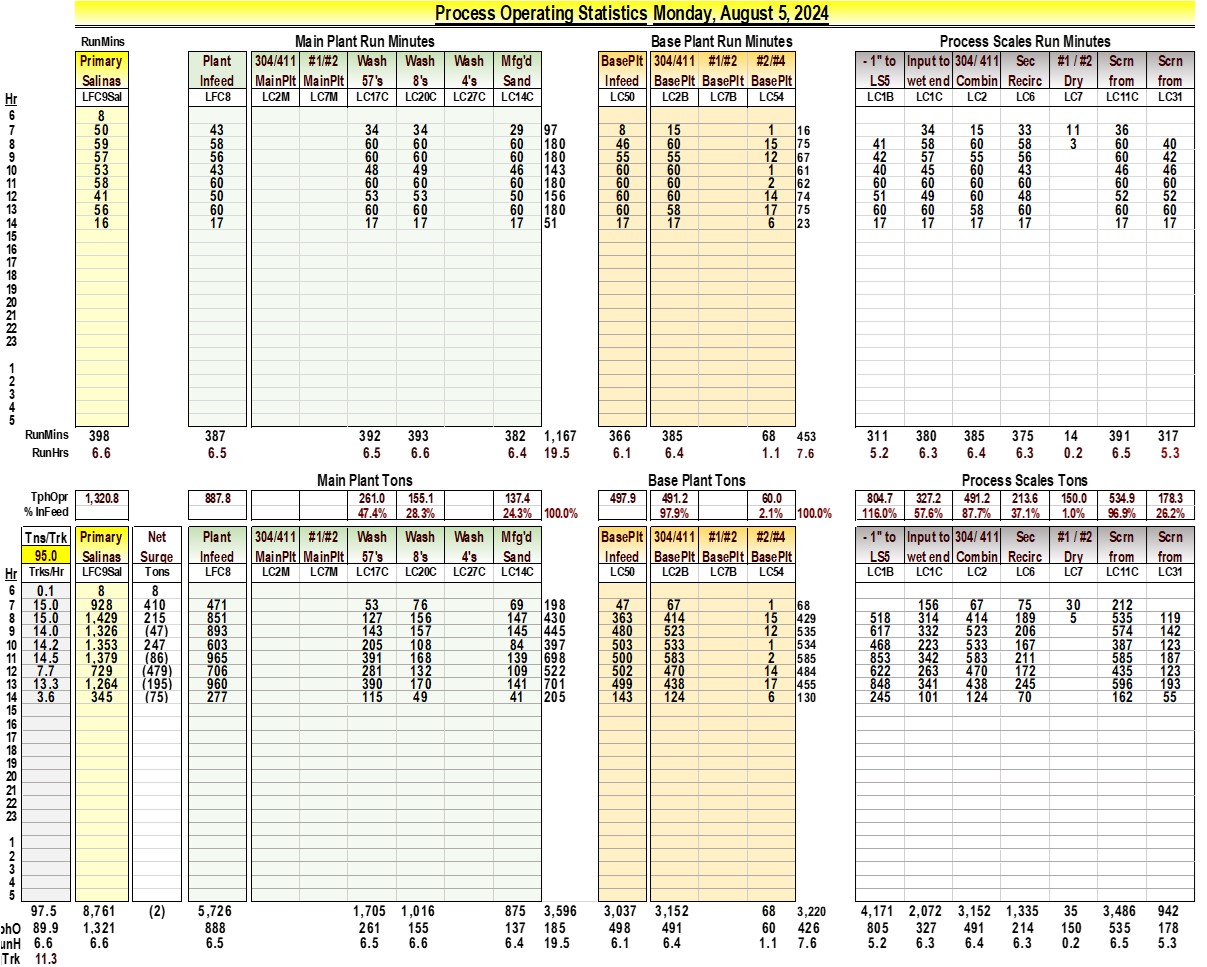 Process Operating Statistics Monday, August 5, 2024
RunMins Main Plant Run Minutes Base Plant Run Minutes Process Scales Run Minutes
Primary Plant 304/411 #1/#2 Wash Wash Wash Mfg'd BasePlt 304/411 #1/#2 #2/#4 - 1" to Input to 304/ 411 Sec #1 / #2 Scrn Scrn
Salinas Infeed MainPlt MainPlt 57's 8's 4's Sand Infeed BasePlt BasePlt BasePlt LS5 wet end Combin Recirc Dry from from
Hr LFC9Sal LFC8 LC2M LC7M LC17C LC20C LC27C LC14C LC50 LC2B LC7B LC54 LC1B LC1C LC2 LC6 LC7 LC11C LC31
6 8
7 50 43 34 34 29 97 8 15 1 16 34 15 33 11 36
8 59 58 60 60 60 180 46 60 15 75 41 58 60 58 3 60 40
9 57 56 60 60 60 180 55 55 12 67 42 57 55 56 60 42
10 53 43 48 49 46 143 60 60 1 61 40 45 60 43 46 46
11 58 60 60 60 60 180 60 60 2 62 60 60 60 60 60 60
12 41 50 53 53 50 156 60 60 14 74 51 49 60 48 52 52
13 56 60 60 60 60 180 60 58 17 75 60 60 58 60 60 60
14 16 17 17 17 17 51 17 17 6 23 17 17 17 17 17 17
15
16
17
18
19
20
21
22
23
1
2
3
4
5
RunMins 398 387 392 393 382 1,167 366 385 68 453 311 380 385 375 14 391 317
RunHrs 6.6 6.5 6.5 6.6 6.4 19.5 6.1 6.4 1.1 7.6 5.2 6.3 6.4 6.3 0.2 6.5 5.3
Main Plant Tons Base Plant Tons Process Scales Tons
TphOpr 1,320.8 887.8 261.0 155.1 137.4 497.9 491.2 60.0 804.7 327.2 491.2 213.6 150.0 534.9 178.3
% InFeed 47.4% 28.3% 24.3% 100.0% 97.9% 2.1% 100.0% 116.0% 57.6% 87.7% 37.1% 1.0% 96.9% 26.2%
Tns/Trk Primary Net Plant 304/411 #1/#2 Wash Wash Wash Mfg'd BasePlt 304/411 #1/#2 #2/#4 - 1" to Input to 304/ 411 Sec #1 / #2 Scrn Scrn
95.0 Salinas Surge Infeed MainPlt MainPlt 57's 8's 4's Sand Infeed BasePlt BasePlt BasePlt LS5 wet end Combin Recirc Dry from from
Hr Trks/Hr LFC9Sal Tons LFC8 LC2M LC7M LC17C LC20C LC27C LC14C LC50 LC2B LC7B LC54 LC1B LC1C LC2 LC6 LC7 LC11C LC31
6 0.1 8 8
7 15.0 928 410 471 53 76 69 198 47 67 1 68 156 67 75 30 212
8 15.0 1,429 215 851 127 156 147 430 363 414 15 429 518 314 414 189 5 535 119
9 14.0 1,326 (47) 893 143 157 145 445 480 523 12 535 617 332 523 206 574 142
10 14.2 1,353 247 603 205 108 84 397 503 533 1 534 468 223 533 167 387 123
11 14.5 1,379 (86) 965 391 168 139 698 500 583 2 585 853 342 583 211 585 187
12 7.7 729 (479) 706 281 132 109 522 502 470 14 484 622 263 470 172 435 123
13 13.3 1,264 (195) 960 390 170 141 701 499 438 17 455 848 341 438 245 596 193
14 3.6 345 (75) 277 115 49 41 205 143 124 6 130 245 101 124 70 162 55
15
16
17
18
19
20
21
22
23
1
2
3
4
5
97.5 8,761 (2) 5,726 1,705 1,016 875 3,596 3,037 3,152 68 3,220 4,171 2,072 3,152 1,335 35 3,486 942
phO 89.9 1,321 888 261 155 137 185 498 491 60 426 805 327 491 214 150 535 178
unH 6.6 6.6 6.5 6.5 6.6 6.4 19.5 6.1 6.4 1.1 7.6 5.2 6.3 6.4 6.3 0.2 6.5 5.3
Trk 11.3